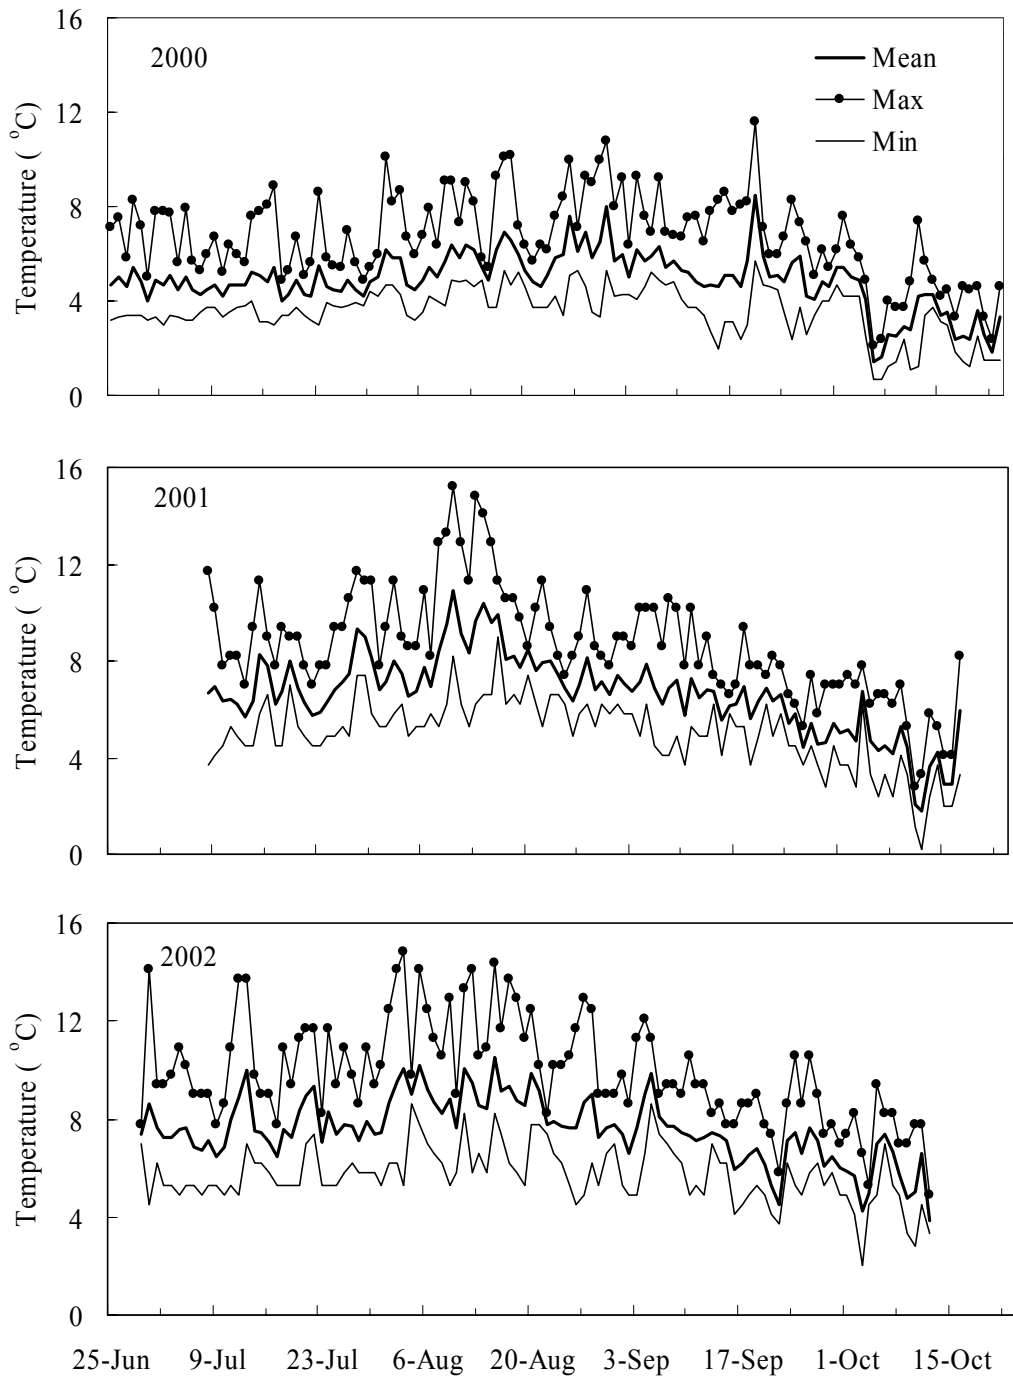 16
2000
Mean
Max
Min
12
8
4
0
Temperature ( °C)
16
2001
12
8
4
0
Temperature ( °C)
16
2002
12
8
4
0
Temperature ( °C)
25-Jun 9-Jul 23-Jul 6-Aug 20-Aug 3-Sep 17-Sep 1-Oct 15-Oct